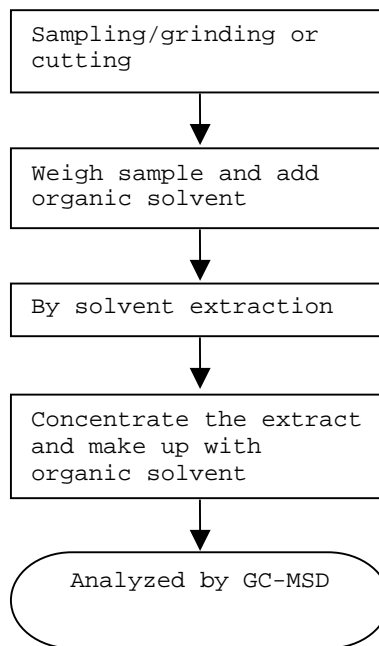 Sampling/grinding or
cutting
Weigh sample and add
organic solvent
By solvent extraction
Concentrate the extract
and make up with
organic solvent
Analyzed by GC-MSD